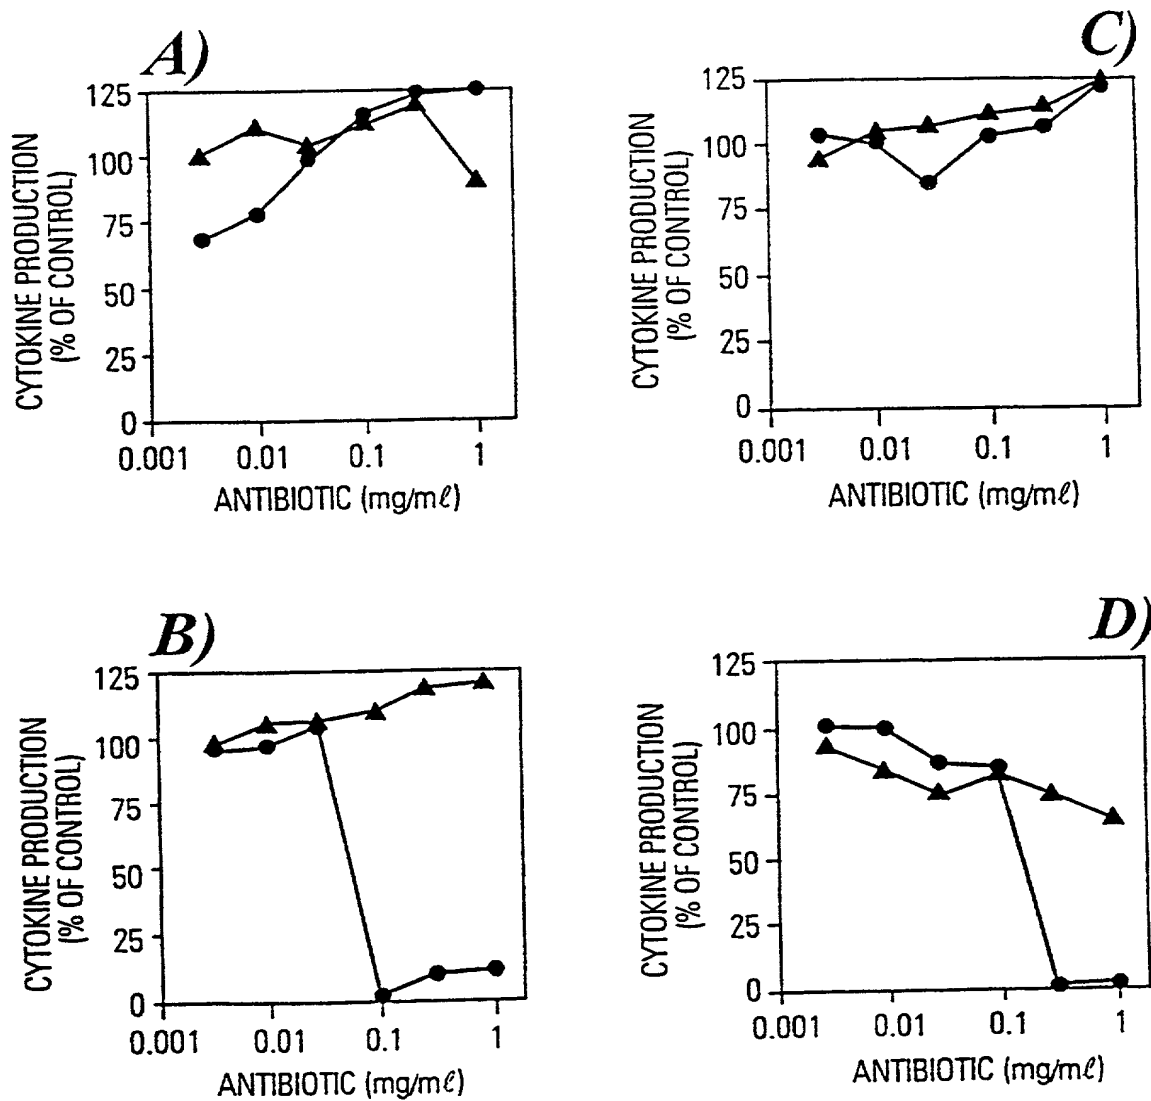 A)
CYTOKINE PRODUCTION
(% OF CONTROL)
125
100
75
50
25
0
0.001
0.01
0.1
1
ANTIBIOTIC (mg/mℓ)
C)
CYTOKINE PRODUCTION
(% OF CONTROL)
125
100
75
50
25
0
0.001
0.01
0.1
1
ANTIBIOTIC (mg/mℓ)
B)
CYTOKINE PRODUCTION
(% OF CONTROL)
125
100
75
50
25
0
0.001
0.01
0.1
1
ANTIBIOTIC (mg/mℓ)
D)
CYTOKINE PRODUCTION
(% OF CONTROL)
125
100
75
50
25
0
0.001
0.01
0.1
1
ANTIBIOTIC (mg/mℓ)